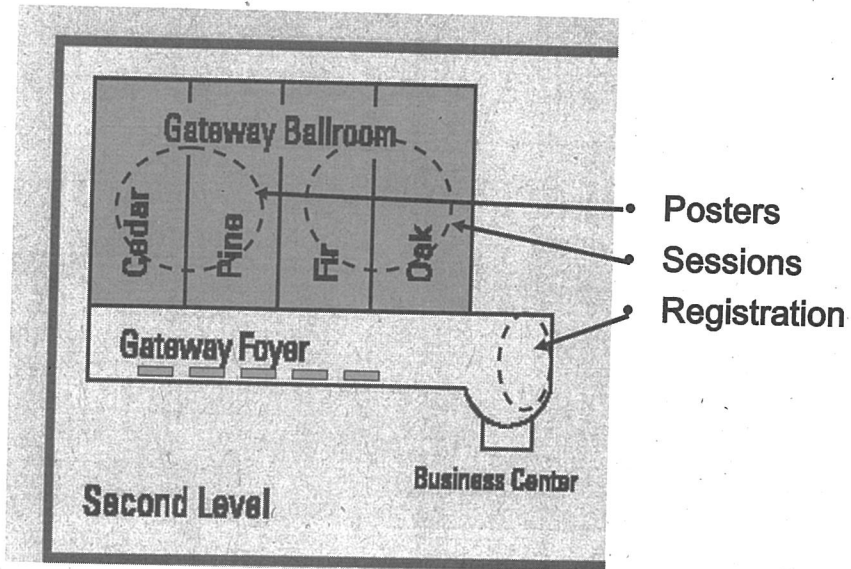 Gateway Ballroom
Cedar
Pine
Fir
Oak
Gateway Foyer
Business Center
Second Level
• Posters
• Sessions
• Registration